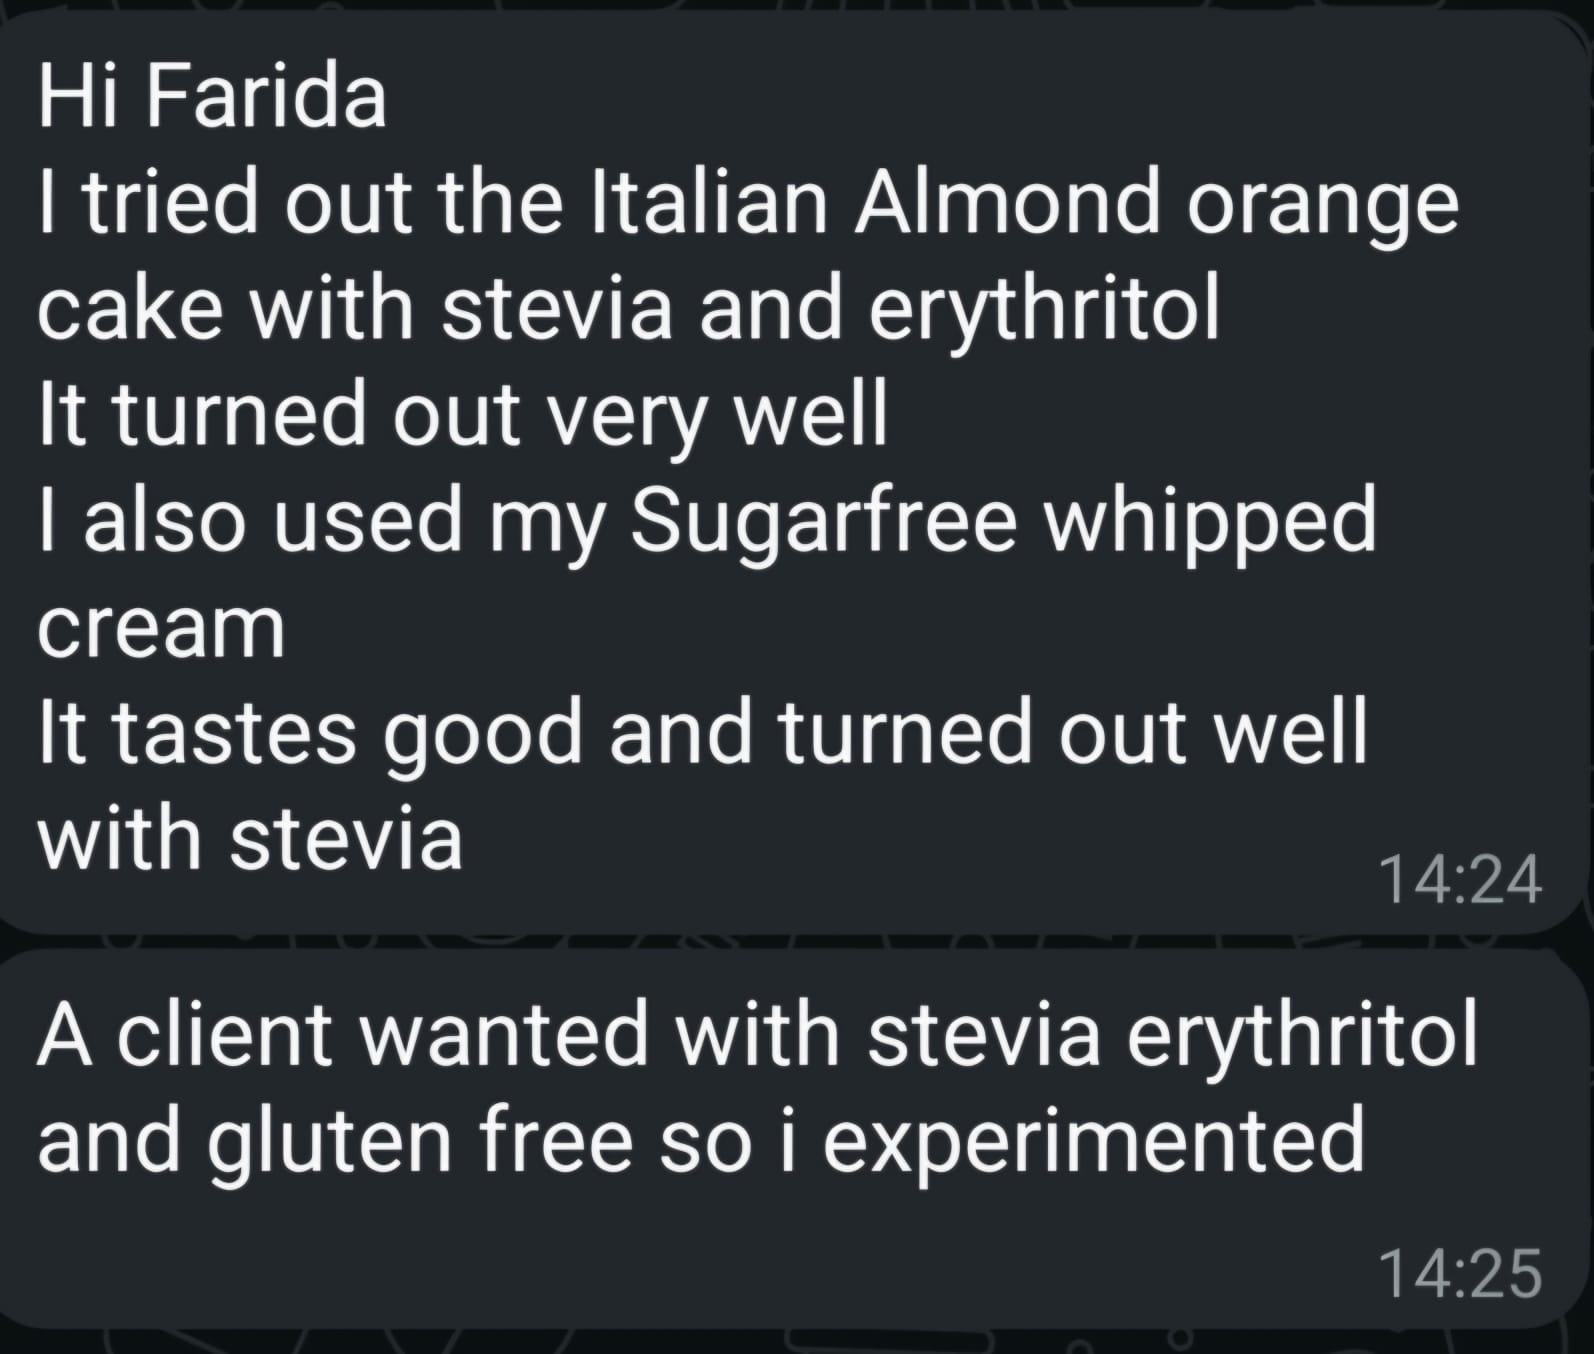 Hi Farida
I tried out the Italian Almond orange
cake with stevia and erythritol
It turned out very well
I also used my Sugarfree whipped
cream
It tastes good and turned out well
with stevia
14:24
A client wanted with stevia erythritol
and gluten free so i experimented
14:25